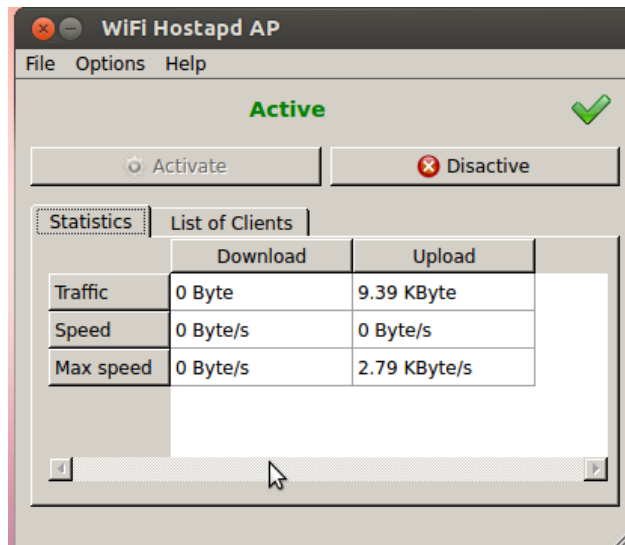 WiFi Hostapd AP
File Options Help
Active
Activate Disactive
Statistics List of Clients
Download Upload
Traffic 0 Byte 9.39 KByte
Speed 0 Byte/s 0 Byte/s
Max speed 0 Byte/s 2.79 KByte/s